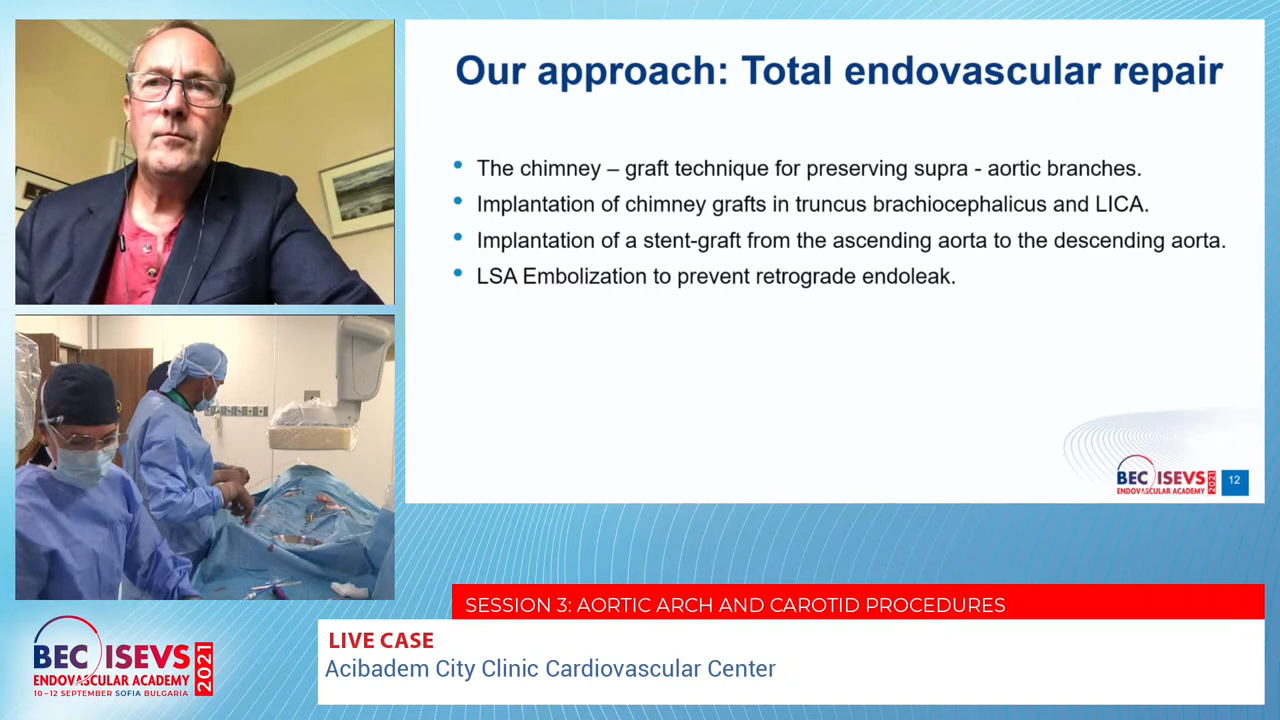 Our approach: Total endovascular repair
The chimney – graft technique for preserving supra - aortic branches.
Implantation of chimney grafts in truncus brachiocephalicus and LICA.
Implantation of a stent-graft from the ascending aorta to the descending aorta.
LSA Embolization to prevent retrograde endoleak.
BEC ISEVS
ENDOVASCULAR ACADEMY
2021
12
SESSION 3: AORTIC ARCH AND CAROTID PROCEDURES
LIVE CASE
Acibadem City Clinic Cardiovascular Center
BEC ISEVS
ENDOVASCULAR ACADEMY
2021
10-12 SEPTEMBER SOFIA BULGARIA